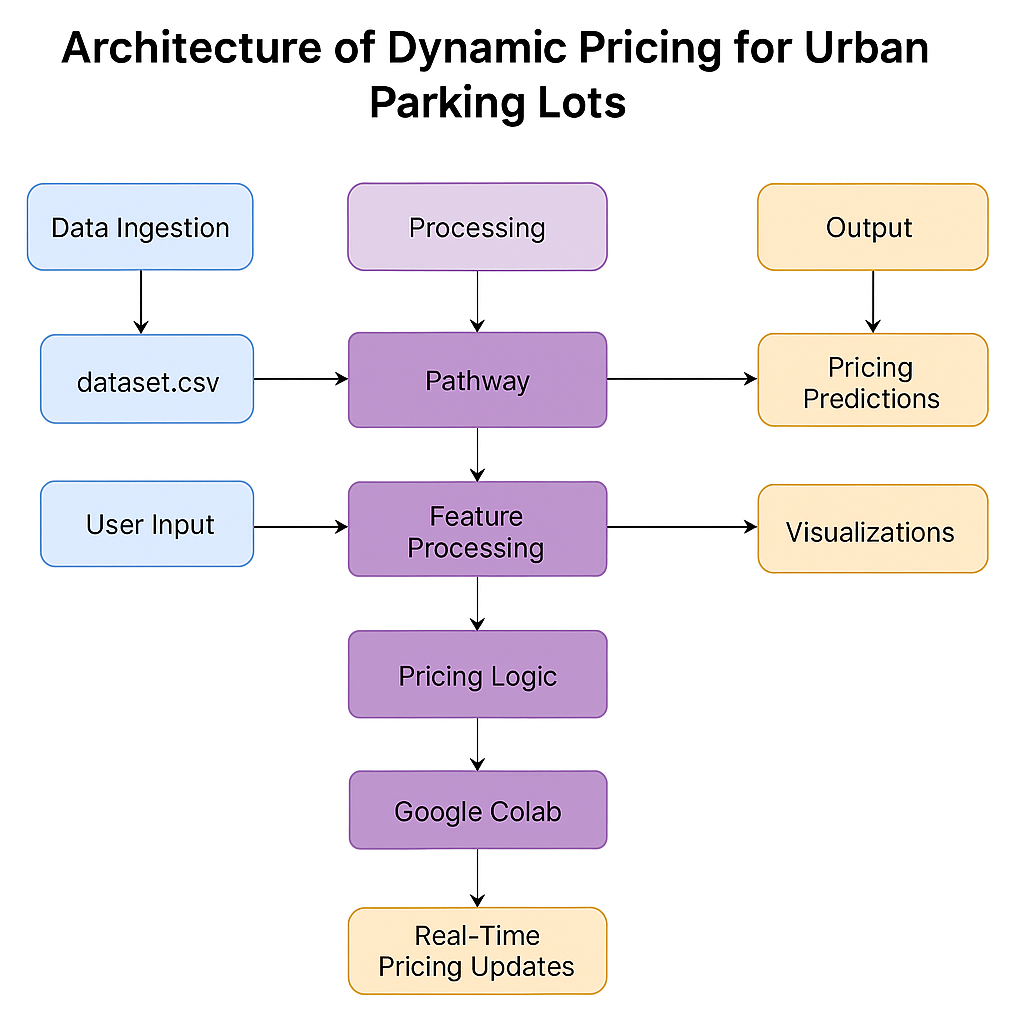 Architecture of Dynamic Pricing for Urban
Parking Lots
Data Ingestion
Processing
Output
dataset.csv
Pathway
Pricing
Predictions
User Input
Feature
Processing
Visualizations
Pricing Logic
Google Colab
Real-Time
Pricing Updates